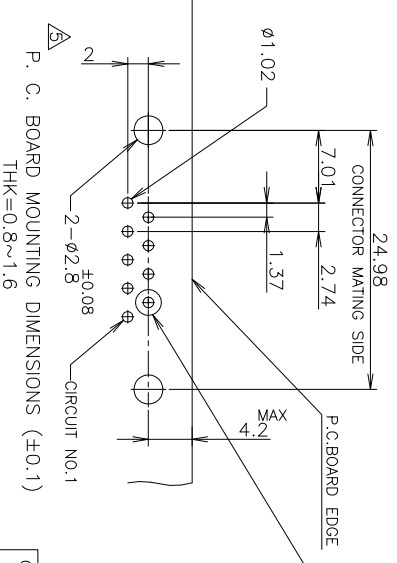 24.98
7.01
CONNECTOR MATING SIDE
2.74
1.37
ø1.02
P.C.BOARD EDGE
MAX
4.2
2
2-ø2.8 ±0.08
CIRCUIT NO.1
5
P. C. BOARD MOUNTING DIMENSIONS (±0.1)
THK=0.8~1.6